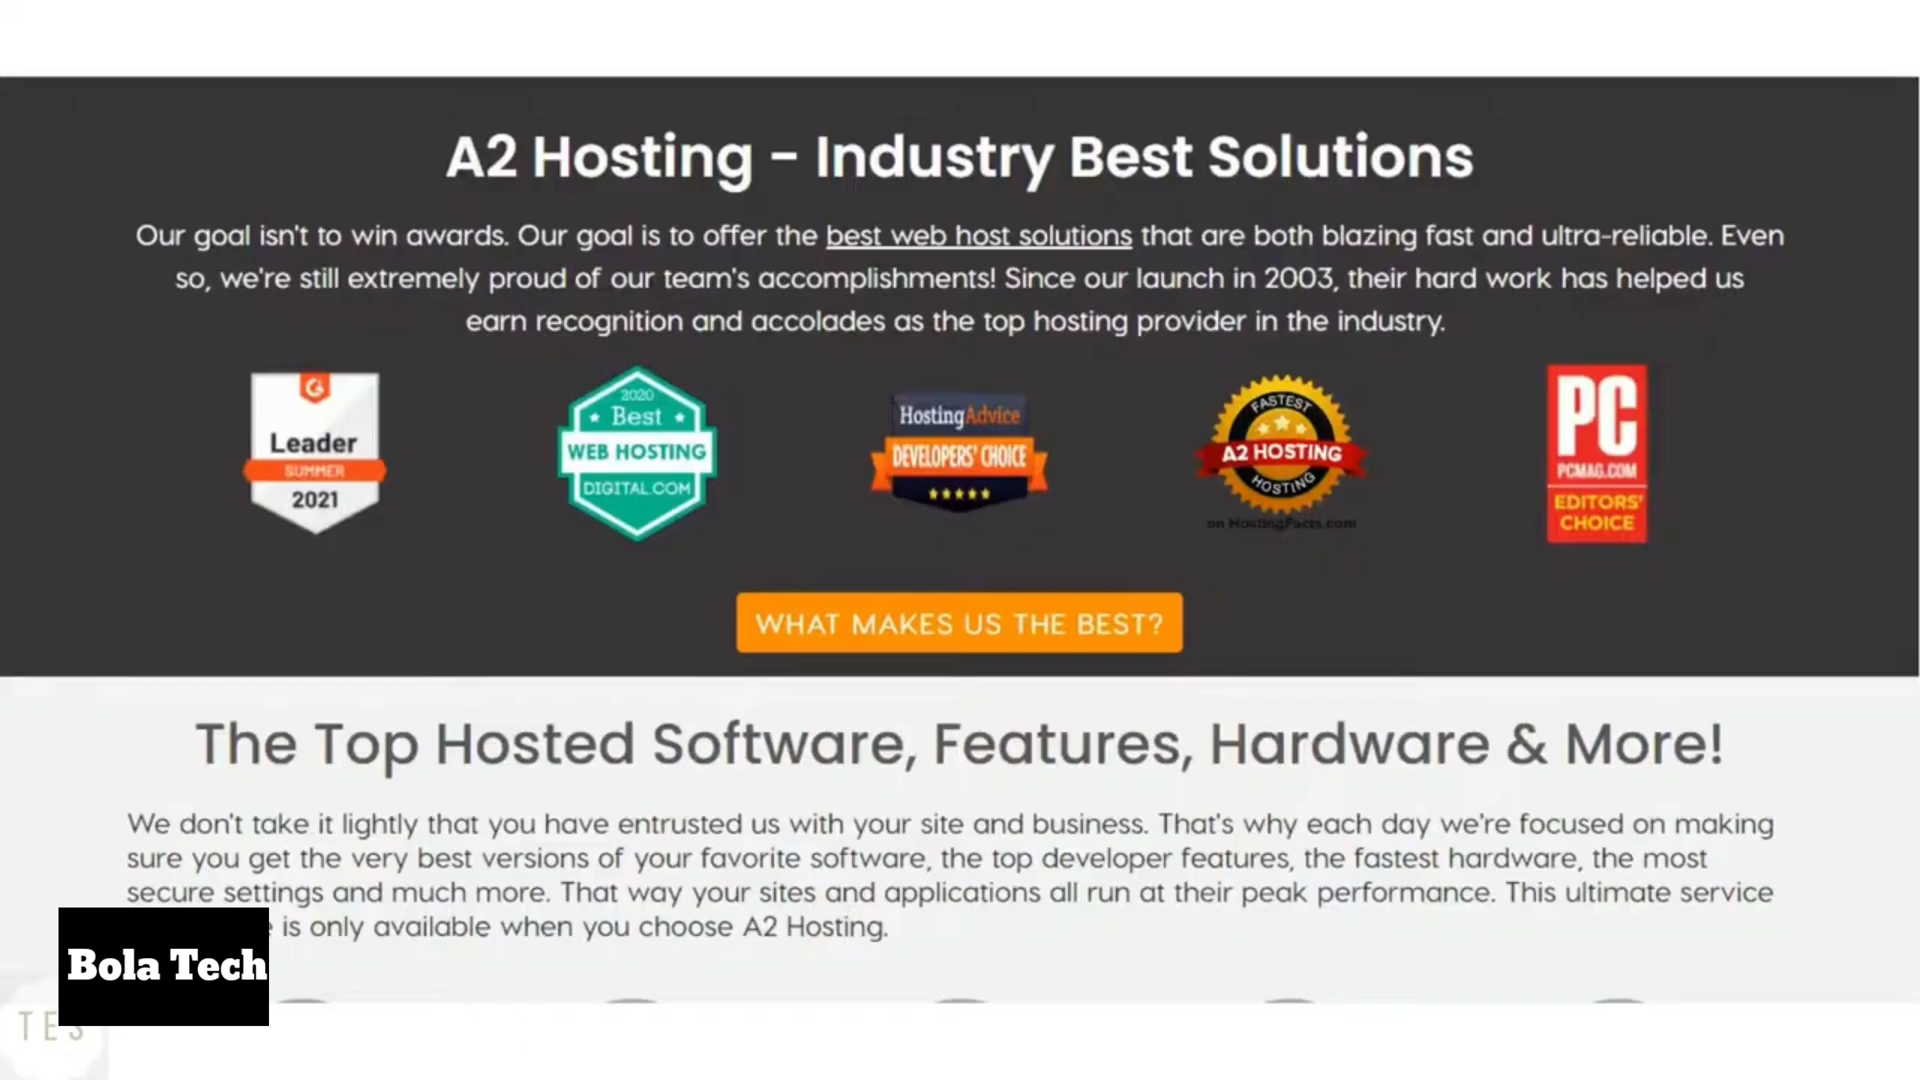 A2 Hosting - Industry Best Solutions
Our goal isn't to win awards. Our goal is to offer the best web host solutions that are both blazing fast and ultra-reliable. Even
so, we're still extremely proud of our team's accomplishments! Since our launch in 2003, their hard work has helped us
earn recognition and accolades as the top hosting provider in the industry.
Leader
SUMMER
2021
2020
Best
WEB HOSTING
DIGITAL.COM
HostingAdvice
DEVELOPERS' CHOICE
FASTEST
A2 HOSTING
HOSTING
on HostingFacts.com
PC
PCMAG.COM
EDITORS'
CHOICE
WHAT MAKES US THE BEST?
The Top Hosted Software, Features, Hardware & More!
We don't take it lightly that you have entrusted us with your site and business. That's why each day we're focused on making
sure you get the very best versions of your favorite software, the top developer features, the fastest hardware, the most
secure settings and much more. That way your sites and applications all run at their peak performance. This ultimate service
is only available when you choose A2 Hosting.
Bola Tech
TES